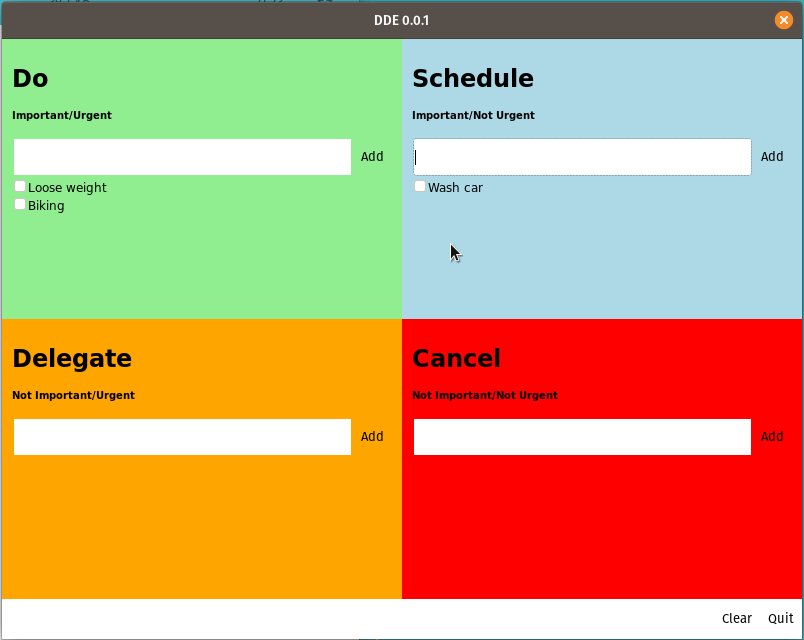 DDE 0.0.1
Do
Important/Urgent
Add
Loose weight
Biking
Schedule
Important/Not Urgent
Add
Wash car
Delegate
Not Important/Urgent
Add
Cancel
Not Important/Not Urgent
Add
Clear Quit